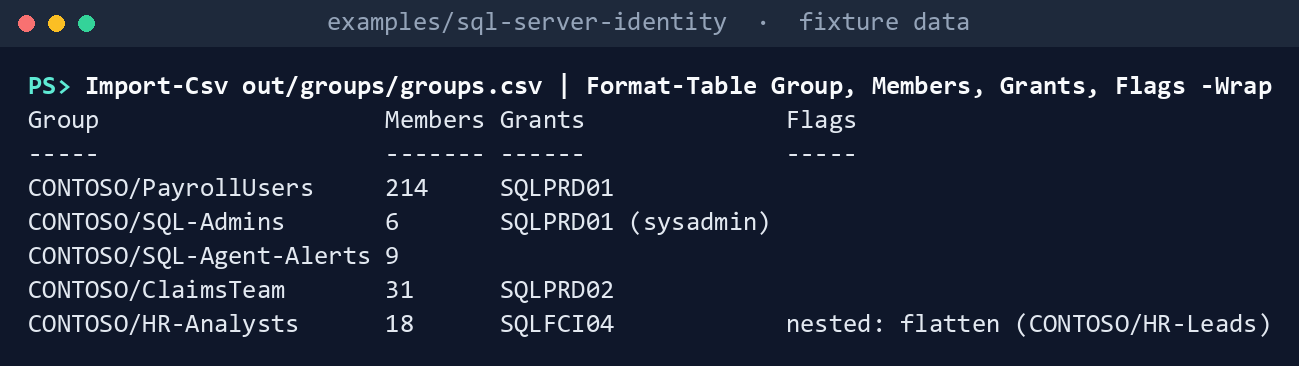 examples/sql-server-identity · fixture data
PS> Import-Csv out/groups/groups.csv | Format-Table Group, Members, Grants, Flags -Wrap
Group                    Members Grants              Flags
-----                    ------- ------              -----
CONTOSO/PayrollUsers     214     SQLPRD01
CONTOSO/SQL-Admins       6       SQLPRD01 (sysadmin)
CONTOSO/SQL-Agent-Alerts 9
CONTOSO/ClaimsTeam       31      SQLPRD02
CONTOSO/HR-Analysts      18      SQLFCI04            nested: flatten (CONTOSO/HR-Leads)